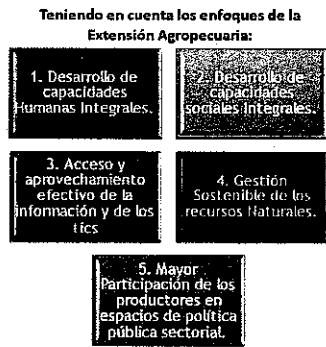 Teniendo en cuenta los enfoques de la
Extensión Agropecuaria:
1. Desarrollo de
capacidades
Humanas Integrales.
2. Desarrollo de
capacidades
sociales Integrales.
3. Acceso y
aprovechamiento
efectivo de la
información y de los
tics
4. Gestión
Sostenible de los
recursos Naturales.
5. Mayor
Participación de los
productores en
espacios de política
pública sectorial.